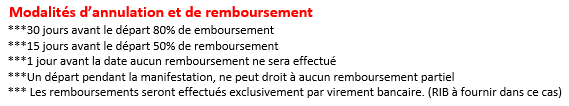 Modalités d'annulation et de remboursement
***30 jours avant le départ 80% de emboursement
***15 jours avant le départ 50% de remboursement
***1 jour avant la date aucun remboursement ne sera effectué
***Un départ pendant la manifestation, ne peut droit à aucun remboursement partiel
*** Les remboursements seront effectués exclusivement par virement bancaire. (RIB à fournir dans ce cas)